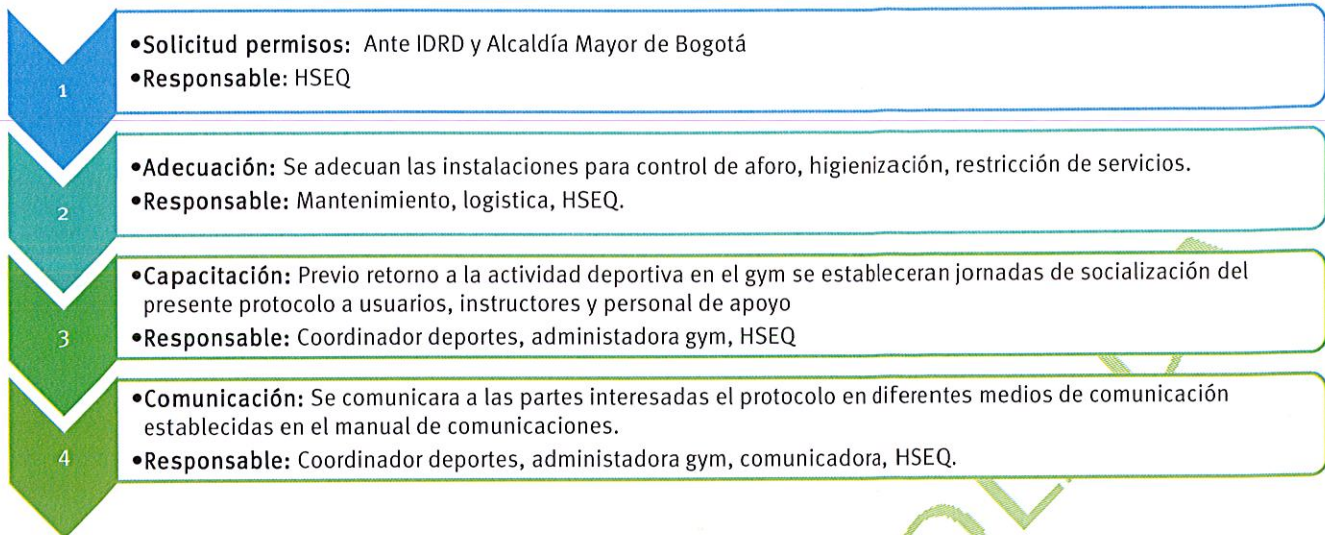 1
•Solicitud permisos: Ante IDRD y Alcaldía Mayor de Bogotá
•Responsable: HSEQ
2
•Adecuación: Se adecuan las instalaciones para control de aforo, higienización, restricción de servicios.
•Responsable: Mantenimiento, logistica, HSEQ.
3
•Capacitación: Previo retorno a la actividad deportiva en el gym se estableceran jornadas de socialización del
presente protocolo a usuarios, instructores y personal de apoyo
•Responsable: Coordinador deportes, administadora gym, HSEQ
4
•Comunicación: Se comunicara a las partes interesadas el protocolo en diferentes medios de comunicación
establecidas en el manual de comunicaciones.
•Responsable: Coordinador deportes, administadora gym, comunicadora, HSEQ.